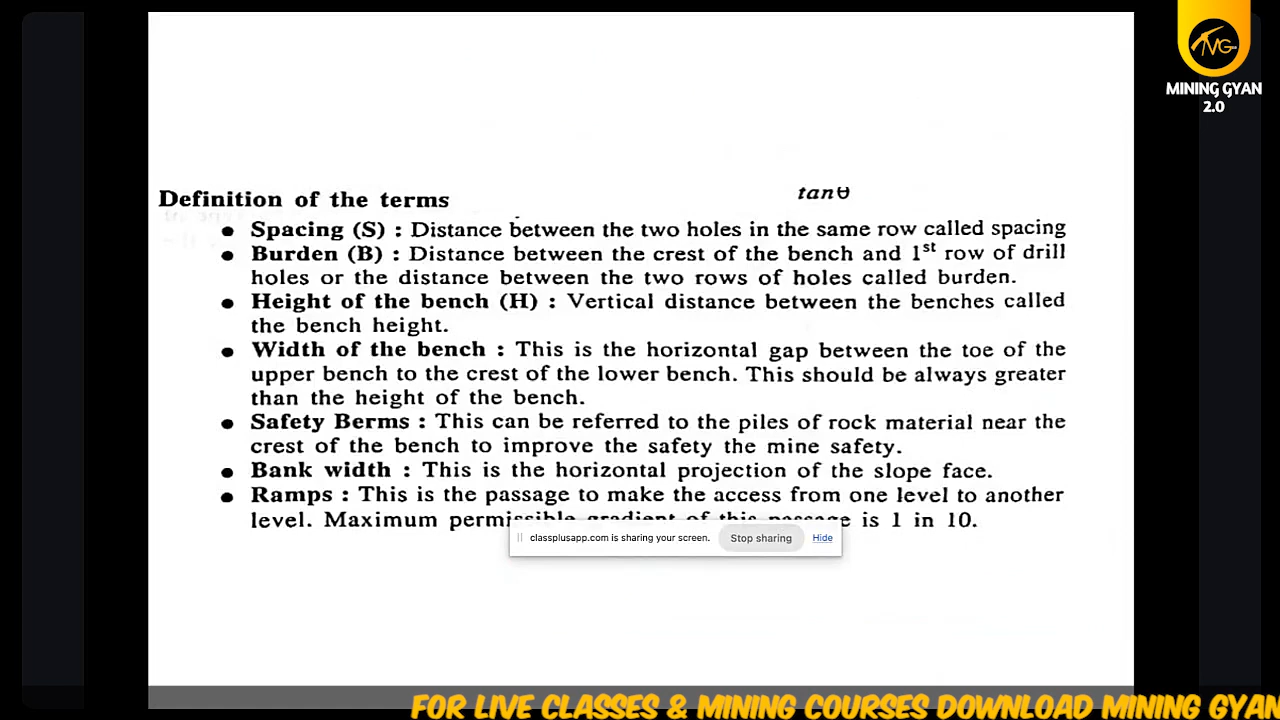 MINING GYAN
2.0
Definition of the terms
tanθ
• Spacing (S) : Distance between the two holes in the same row called spacing
• Burden (B) : Distance between the crest of the bench and 1st row of drill
holes or the distance between the two rows of holes called burden.
• Height of the bench (H) : Vertical distance between the benches called
the bench height.
• Width of the bench : This is the horizontal gap between the toe of the
upper bench to the crest of the lower bench. This should be always greater
than the height of the bench.
• Safety Berms : This can be referred to the piles of rock material near the
crest of the bench to improve the safety the mine safety.
• Bank width : This is the horizontal projection of the slope face.
• Ramps : This is the passage to make the access from one level to another
level. Maximum permissible gradient of this passage is 1 in 10.
classplusapp.com is sharing your screen. Stop sharing Hide
FOR LIVE CLASSES & MINING COURSES DOWNLOAD MINING GYAN